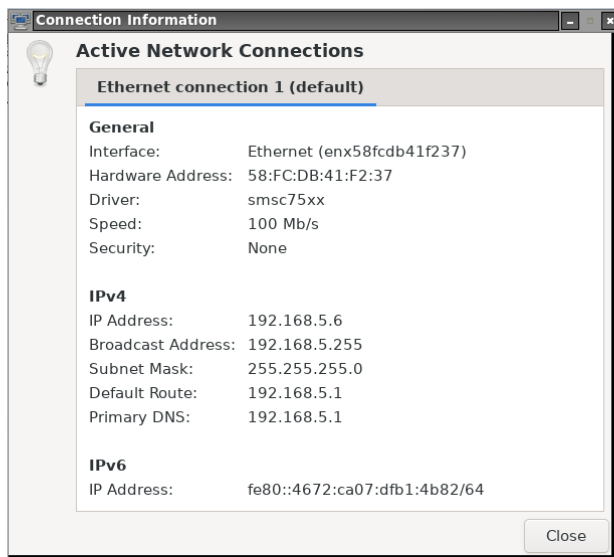 Connection Information
Active Network Connections
Ethernet connection 1 (default)
General
Interface: Ethernet (enx58fcdb41f237)
Hardware Address: 58:FC:DB:41:F2:37
Driver: smsc75xx
Speed: 100 Mb/s
Security: None
IPv4
IP Address: 192.168.5.6
Broadcast Address: 192.168.5.255
Subnet Mask: 255.255.255.0
Default Route: 192.168.5.1
Primary DNS: 192.168.5.1
IPv6
IP Address: fe80::4672:ca07:dfb1:4b82/64
Close